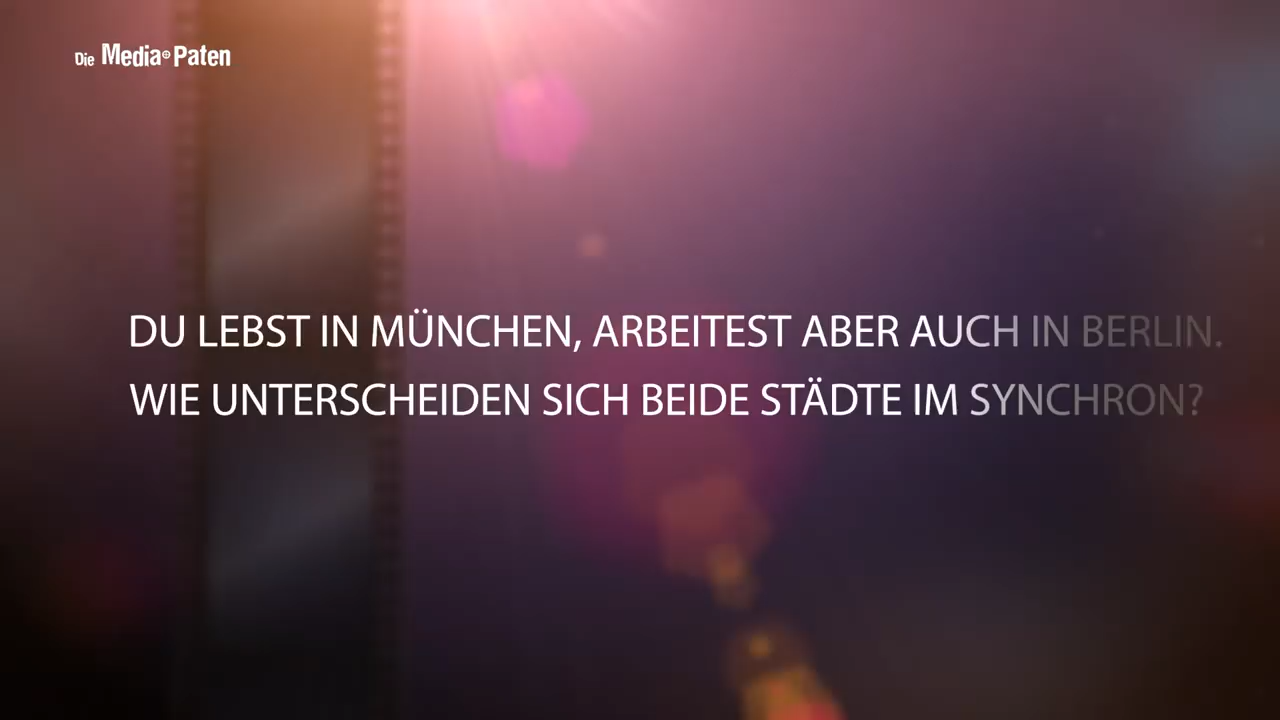 Die Media Paten
DU LEBST IN MÜNCHEN, ARBEITEST ABER AUCH IN BERLIN.
WIE UNTERSCHEIDEN SICH BEIDE STÄDTE IM SYNCHRON?